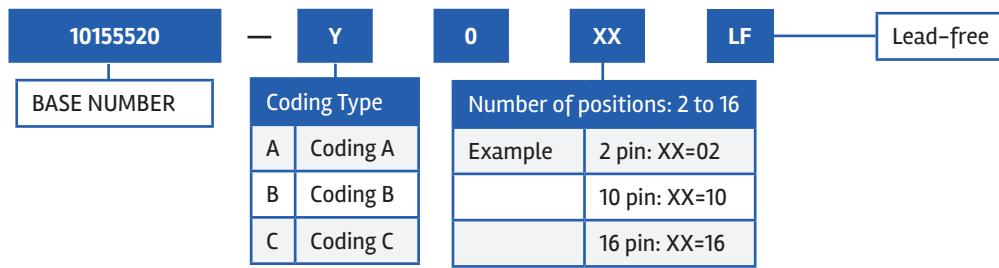 10155520 — Y 0 XX LF Lead-free
BASE NUMBER
Coding Type
A Coding A
B Coding B
C Coding C
Number of positions: 2 to 16
Example 2 pin: XX=02
10 pin: XX=10
16 pin: XX=16